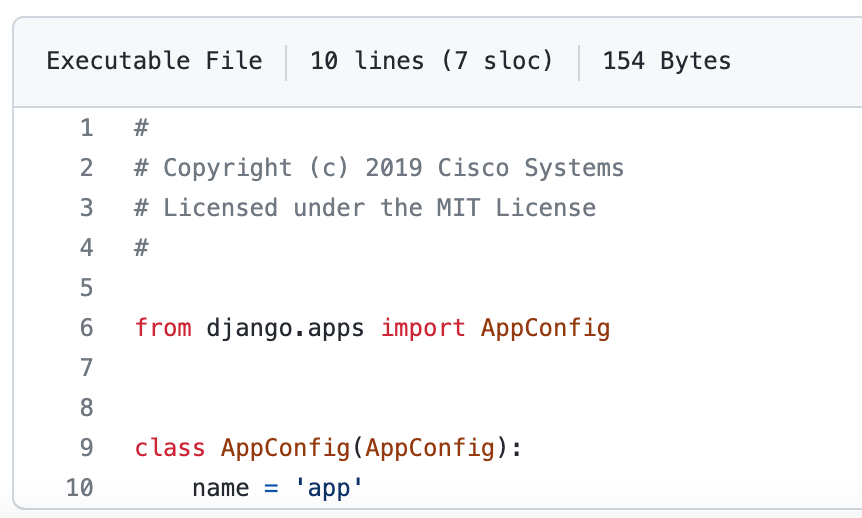 Executable File | 10 lines (7 sloc) | 154 Bytes
1 #
2 # Copyright (c) 2019 Cisco Systems
3 # Licensed under the MIT License
4 #
5
6 from django.apps import AppConfig
7
8
9 class AppConfig(AppConfig):
10     name = 'app'